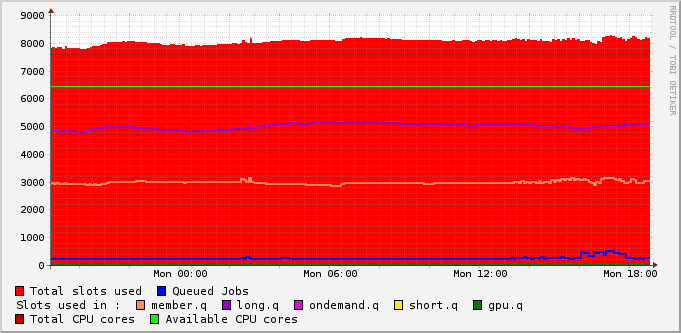 9000
8000
7000
6000
5000
4000
3000
2000
1000
0
Mon 00:00 Mon 06:00 Mon 12:00 Mon 18:00
RRDTOOL / TOBI OETIKER
Total slots used Queued Jobs
Slots used in : member.q long.q ondemand.q short.q gpu.q
Total CPU cores Available CPU cores